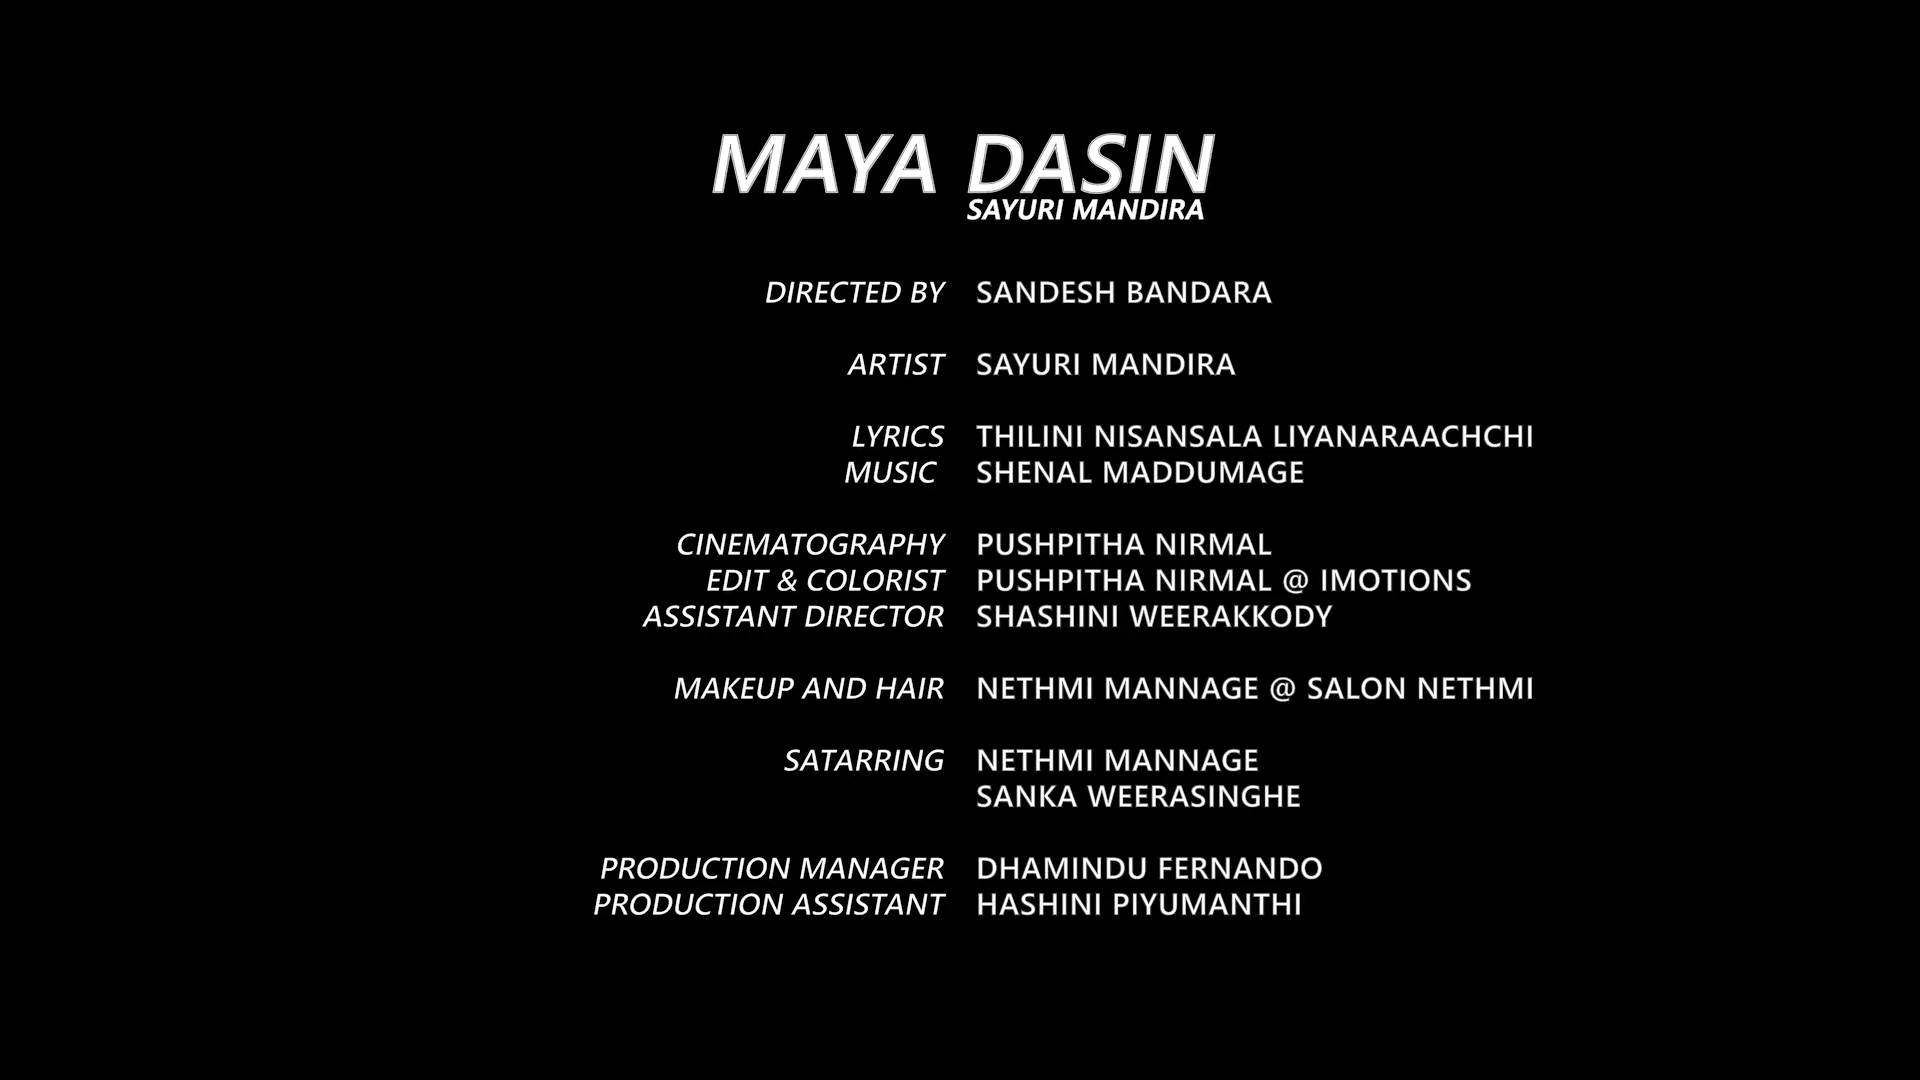 MAYA DASIN
SAYURI MANDIRA
DIRECTED BY SANDESH BANDARA
ARTIST SAYURI MANDIRA
LYRICS THILINI NISANSALA LIYANARAACHCHI
MUSIC SHENAL MADDUMAGE
CINEMATOGRAPHY PUSHPITHA NIRMAL
EDIT & COLORIST PUSHPITHA NIRMAL @ IMOTIONS
ASSISTANT DIRECTOR SHASHINI WEERAKKODY
MAKEUP AND HAIR NETHMI MANNAGE @ SALON NETHMI
SATARRING NETHMI MANNAGE
SANKA WEERASINGHE
PRODUCTION MANAGER DHAMINDU FERNANDO
PRODUCTION ASSISTANT HASHINI PIYUMANTHI